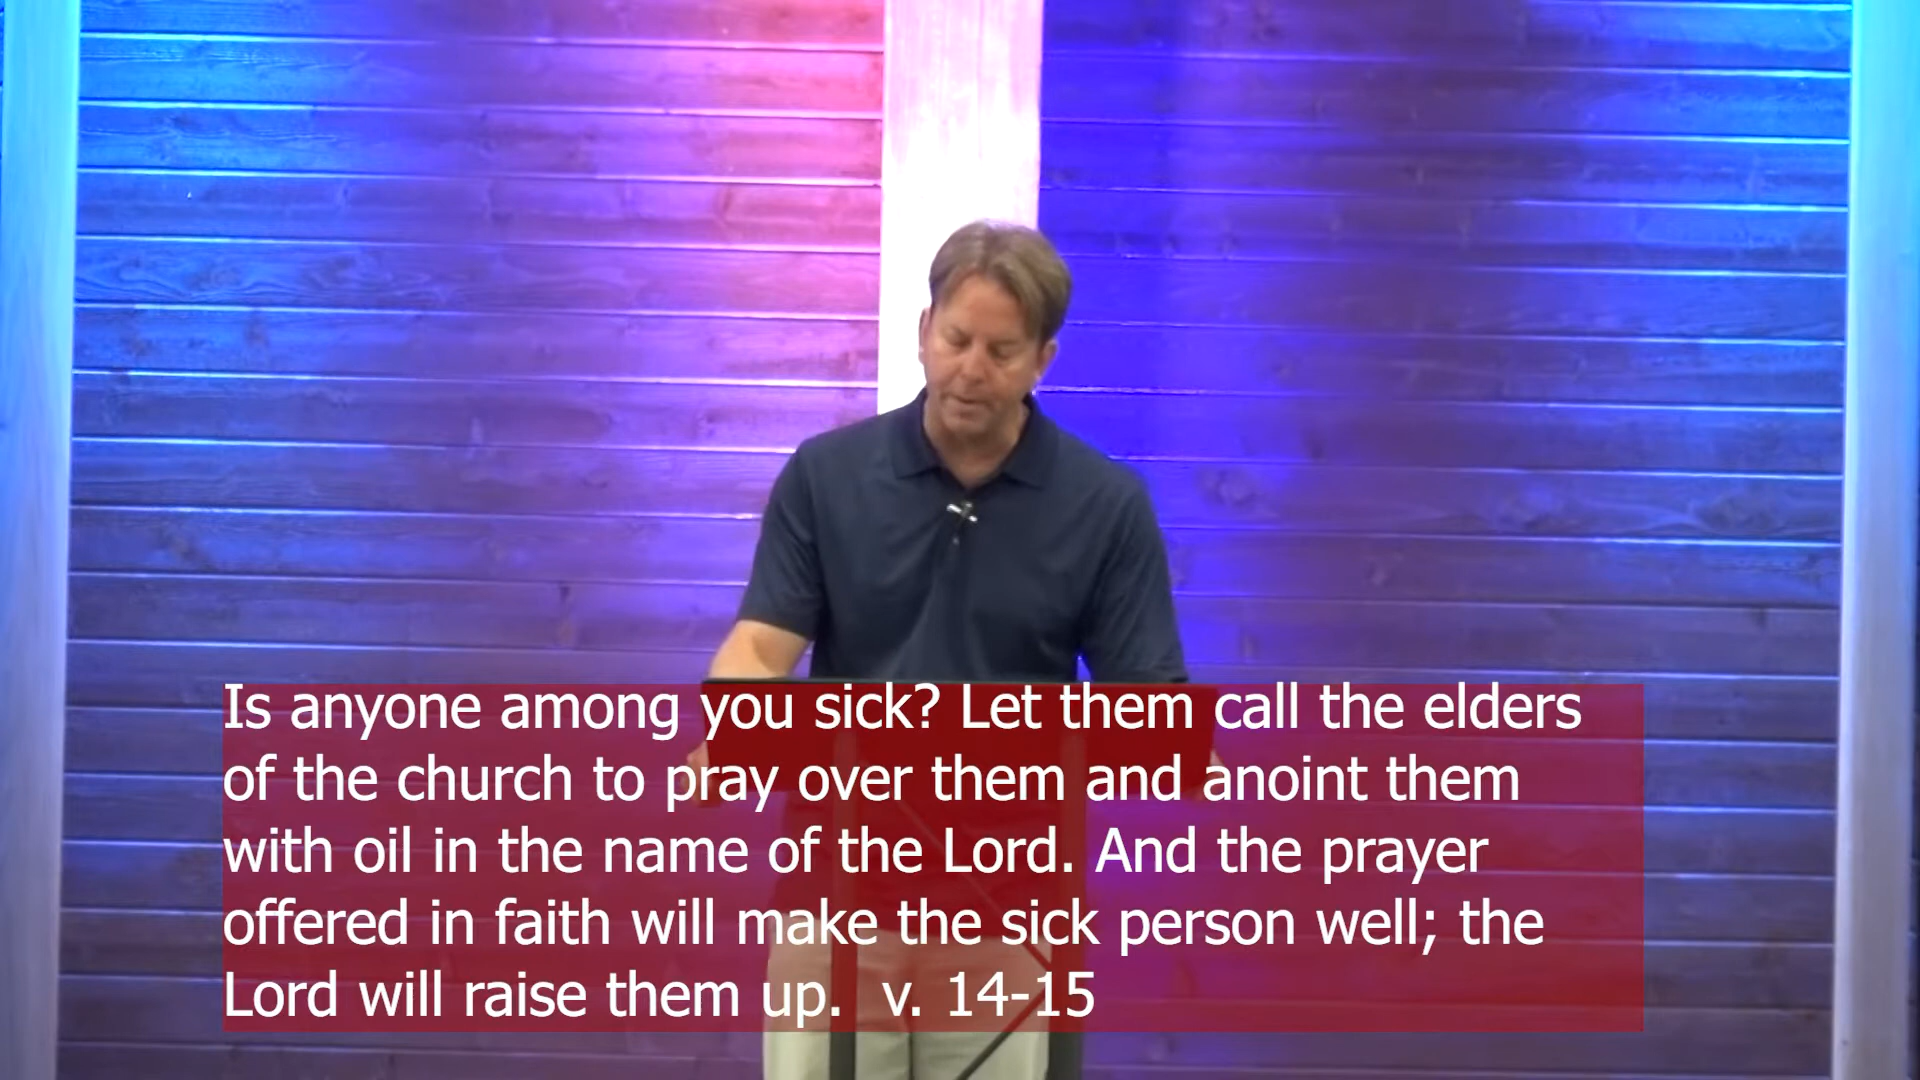 Is anyone among you sick? Let them call the elders
of the church to pray over them and anoint them
with oil in the name of the Lord. And the prayer
offered in faith will make the sick person well; the
Lord will raise them up.  v. 14-15